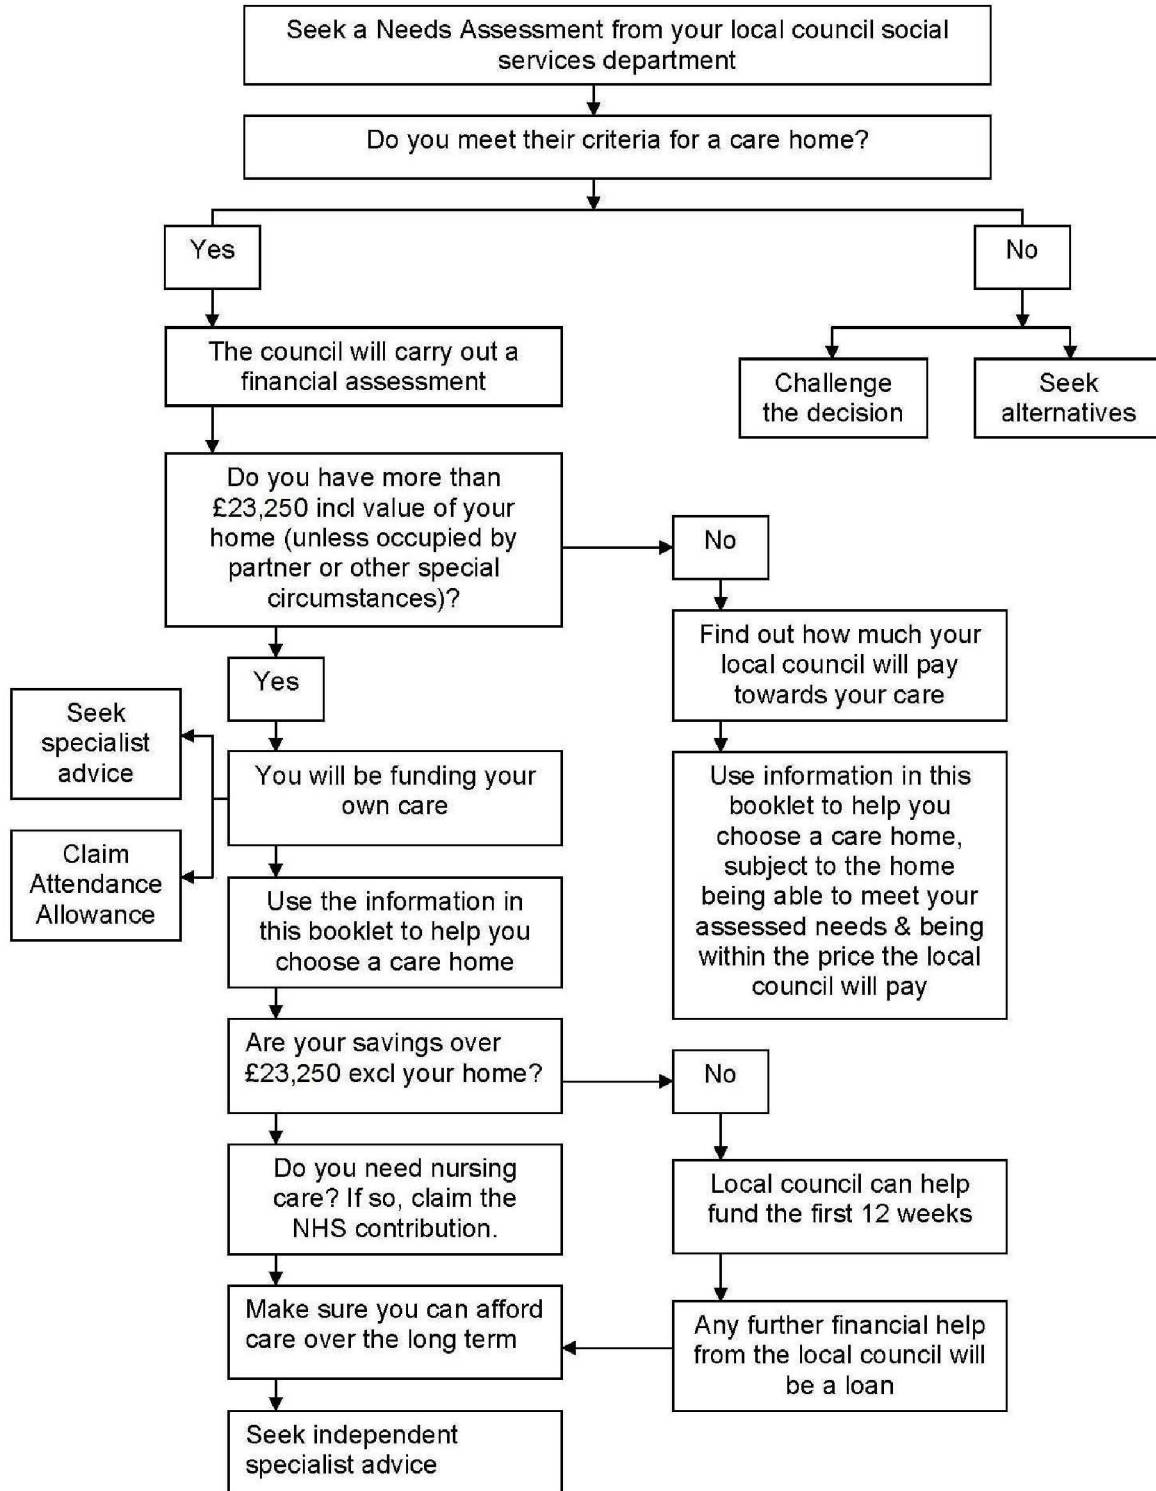 Seek a Needs Assessment from your local council social
services department
Do you meet their criteria for a care home?
Yes
No
The council will carry out a
financial assessment
Challenge
the decision
Seek
alternatives
Do you have more than
£23,250 incl value of your
home (unless occupied by
partner or other special
circumstances)?
No
Find out how much your
local council will pay
towards your care
Yes
Seek
specialist
advice
You will be funding your
own care
Use information in this
booklet to help you
choose a care home,
subject to the home
being able to meet your
assessed needs & being
within the price the local
council will pay
Claim
Attendance
Allowance
Use the information in
this booklet to help you
choose a care home
Are your savings over
£23,250 excl your home?
No
Do you need nursing
care? If so, claim the
NHS contribution.
Local council can help
fund the first 12 weeks
Make sure you can afford
care over the long term
Any further financial help
from the local council will
be a loan
Seek independent
specialist advice